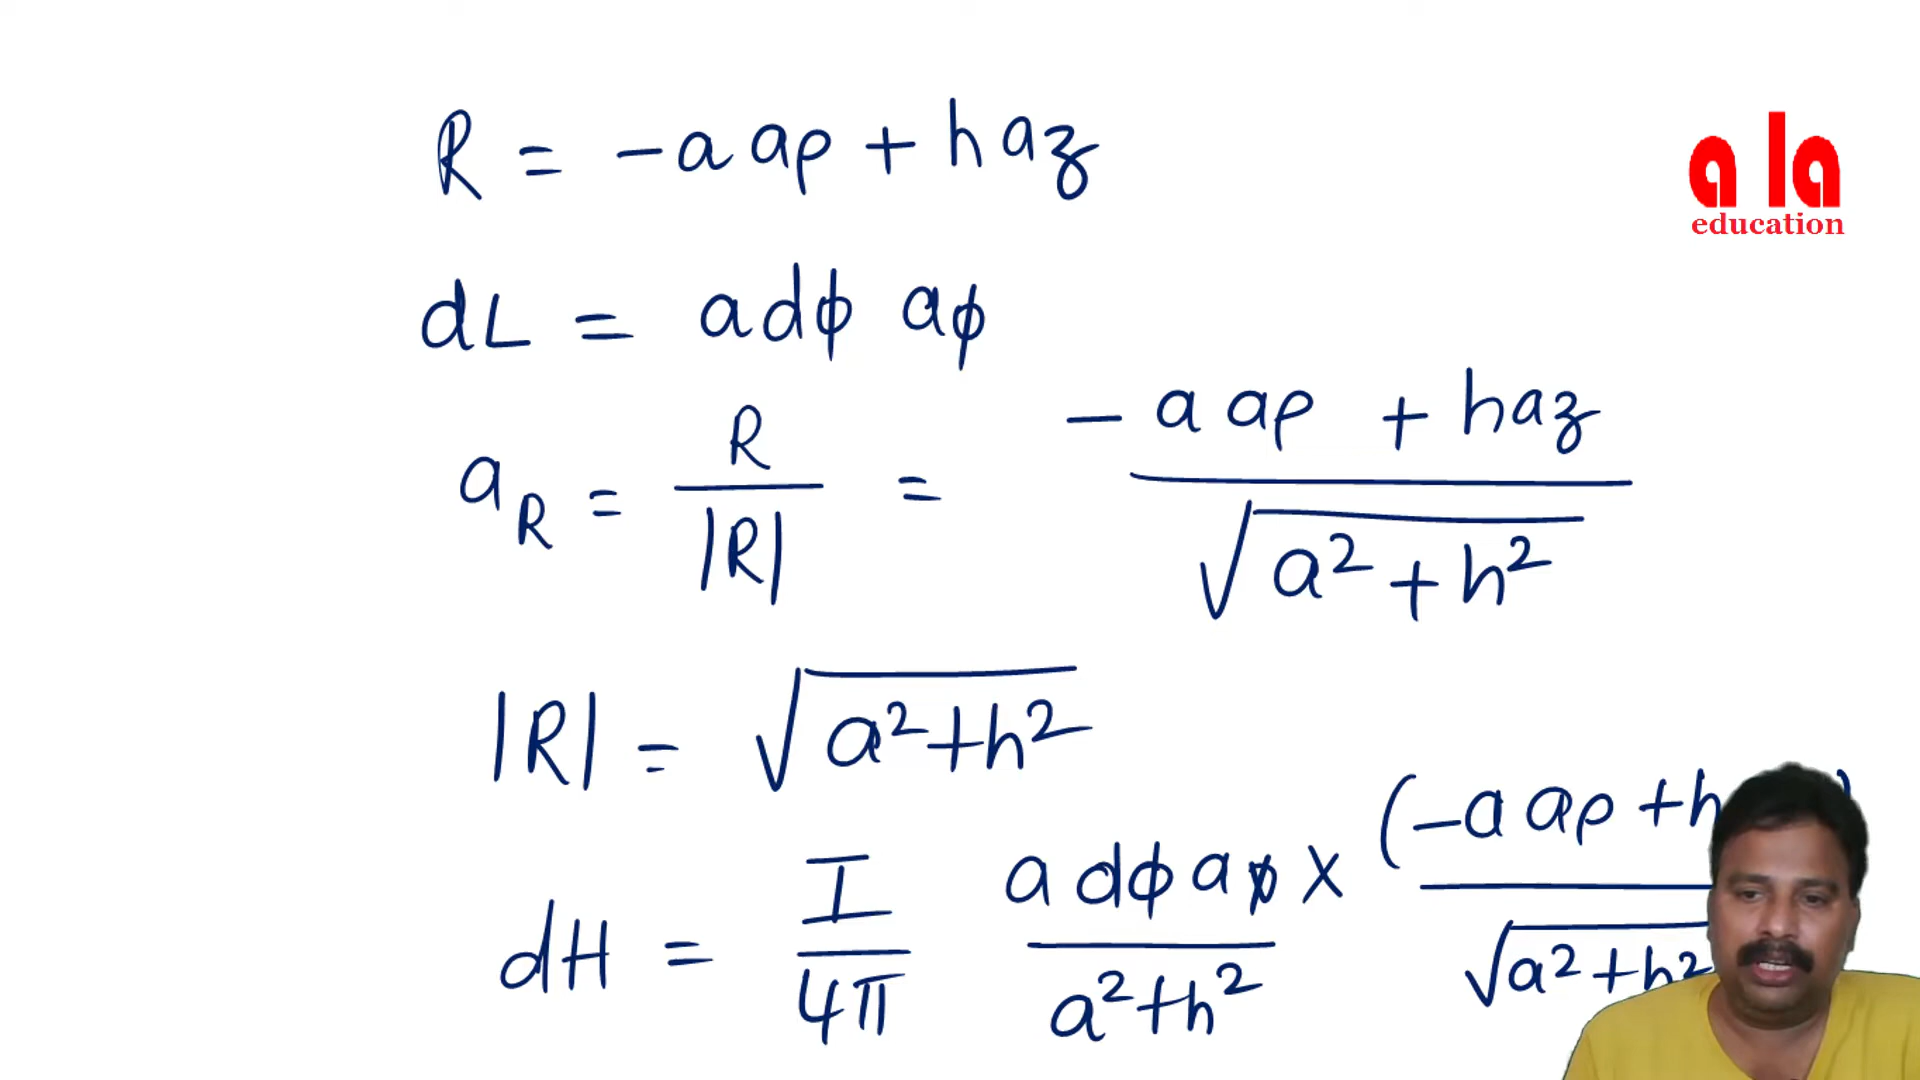 R = -a aρ + h az
a la
education
dL = a dϕ aϕ
aR = R / |R| = -a aρ + h az / √a²+h²
|R| = √a²+h²
dH = I / 4π a dϕ aϕ / a²+h² × (-a aρ + h ) / √a²+h²